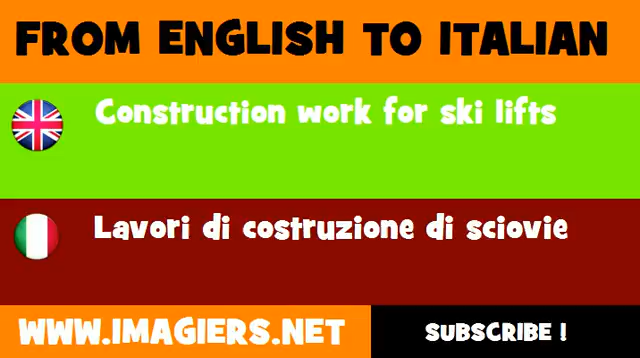 FROM ENGLISH TO ITALIAN
Construction work for ski lifts
Lavori di costruzione di sciovie
WWW.IMAGIERS.NET
SUBSCRIBE !